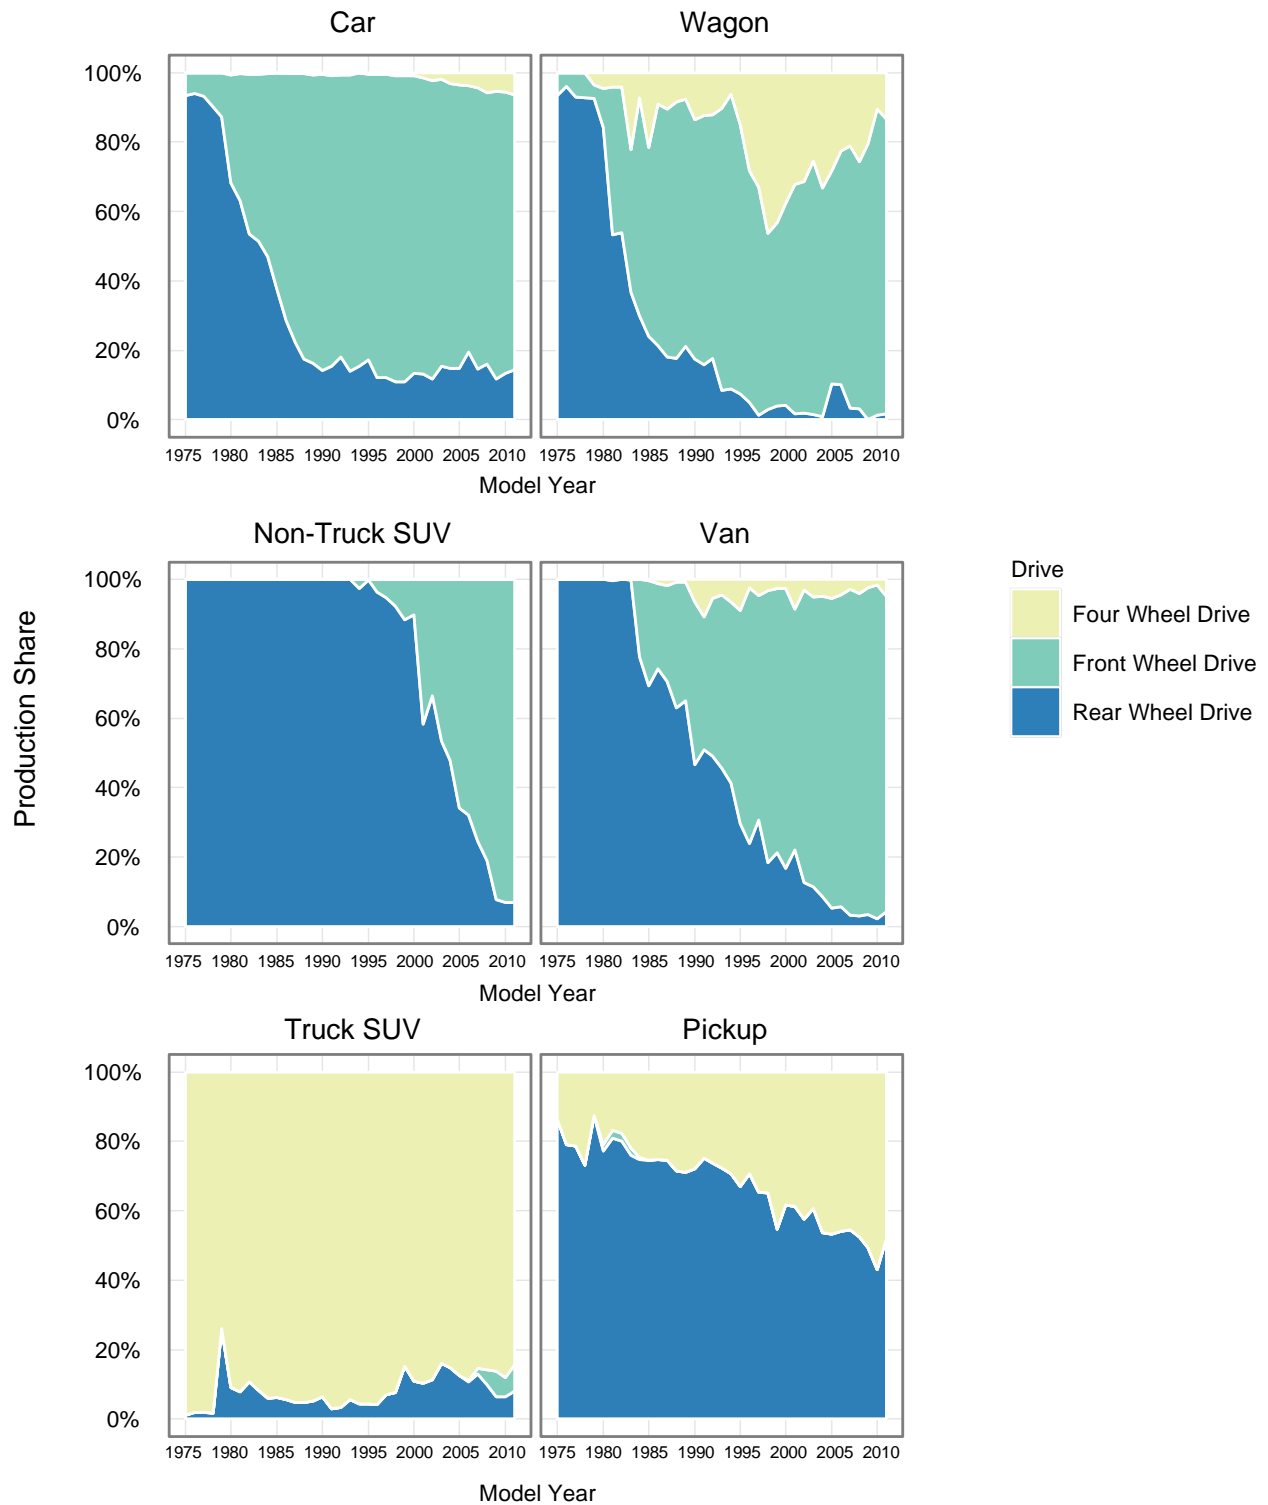 Car Wagon
100%
80%
60%
40%
20%
0%
1975 1980 1985 1990 1995 2000 2005 2010 1975 1980 1985 1990 1995 2000 2005 2010
Model Year
Non-Truck SUV Van
100%
80%
60%
40%
20%
0%
1975 1980 1985 1990 1995 2000 2005 2010 1975 1980 1985 1990 1995 2000 2005 2010
Model Year
Truck SUV Pickup
100%
80%
60%
40%
20%
0%
1975 1980 1985 1990 1995 2000 2005 2010 1975 1980 1985 1990 1995 2000 2005 2010
Model Year
Production Share
Drive
Four Wheel Drive
Front Wheel Drive
Rear Wheel Drive